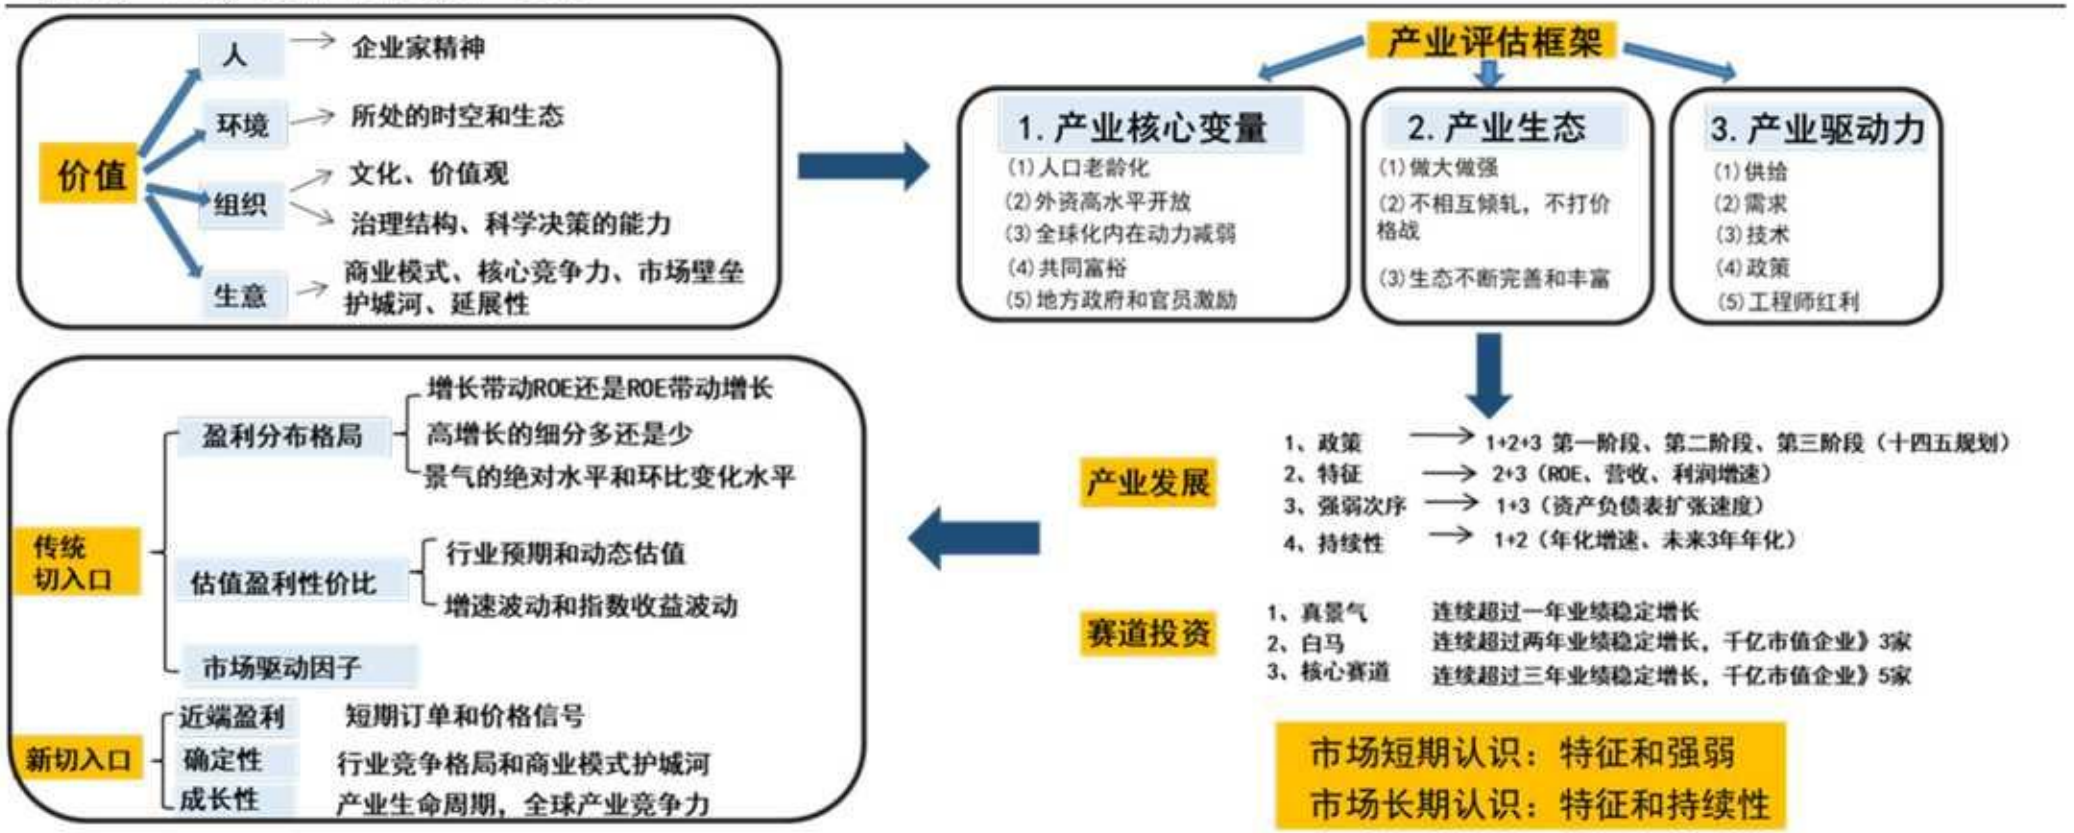 价值
人
企业家精神
环境
所处的时空和生态
组织
文化、价值观
治理结构、科学决策的能力
生意
商业模式、核心竞争力、市场壁垒
护城河、延展性
产业评估框架
1.产业核心变量
(1)人口老龄化
(2)外资高水平开放
(3)全球化内在动力减弱
(4)共同富裕
(5)地方政府和官员激励
2.产业生态
(1)做大做强
(2)不相互倾轧，不打价
格战
(3)生态不断完善和丰富
3.产业驱动力
(1)供给
(2)需求
(3)技术
(4)政策
(5)工程师红利
产业发展
1、政策 1+2+3 第一阶段、第二阶段、第三阶段（十四五规划）
2、特征 2+3（ROE、营收、利润增速）
3、强弱次序 1+3（资产负债表扩张速度）
4、持续性 1+2（年化增速、未来3年年化）
赛道投资
1、真景气 连续超过一年业绩稳定增长
2、白马 连续超过两年业绩稳定增长，千亿市值企业》3家
3、核心赛道 连续超过三年业绩稳定增长，千亿市值企业》5家
市场短期认识：特征和强弱
市场长期认识：特征和持续性
传统
切入口
盈利分布格局
增长带动ROE还是ROE带动增长
高增长的细分多还是少
景气的绝对水平和环比变化水平
估值盈利性价比
行业预期和动态估值
增速波动和指数收益波动
市场驱动因子
新切入口
近端盈利 短期订单和价格信号
确定性 行业竞争格局和商业模式护城河
成长性 产业生命周期，全球产业竞争力